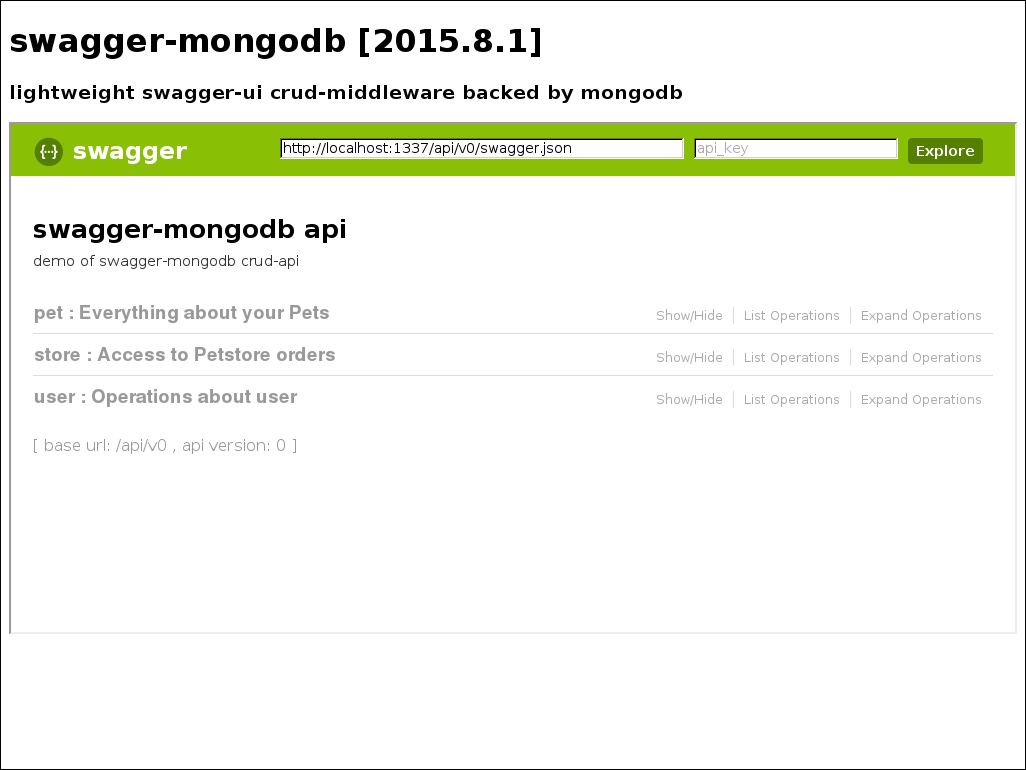 swagger-mongodb [2015.8.1]
lightweight swagger-ui crud-middleware backed by mongodb
{...} swagger http://localhost:1337/api/v0/swagger.json api_key Explore
swagger-mongodb api
demo of swagger-mongodb crud-api
pet : Everything about your Pets Show/Hide List Operations Expand Operations
store : Access to Petstore orders Show/Hide List Operations Expand Operations
user : Operations about user Show/Hide List Operations Expand Operations
[ base url: /api/v0 , api version: 0 ]